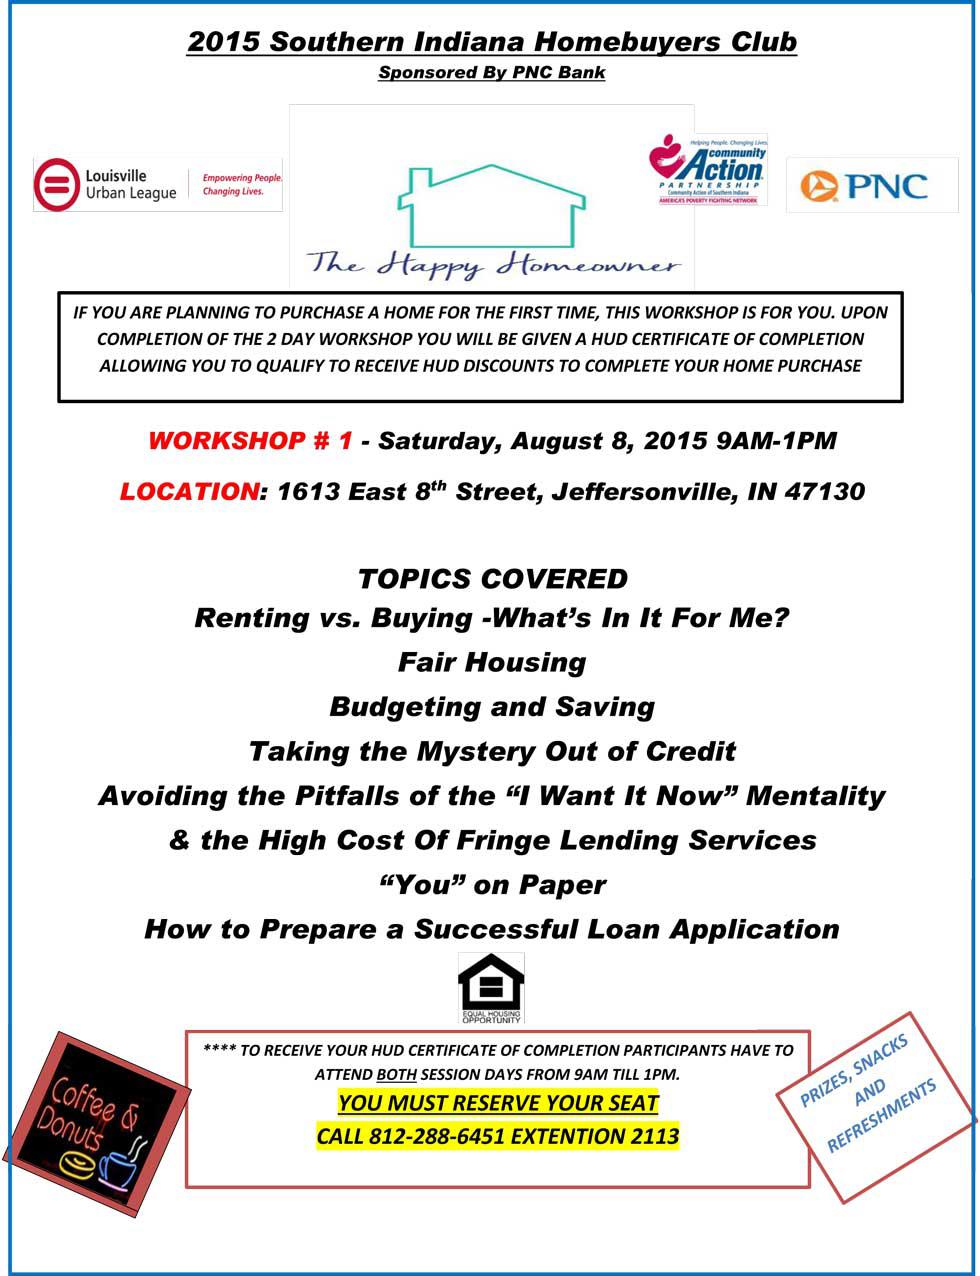 2015 Southern Indiana Homebuyers Club
Sponsored By PNC Bank
Louisville
Urban League
Empowering People.
Changing Lives.
The Happy Homeowner
Helping People. Changing Lives.
community
Action
PARTNERSHIP
Community Action of Southern Indiana
AMERICA'S POVERTY FIGHTING NETWORK
PNC
IF YOU ARE PLANNING TO PURCHASE A HOME FOR THE FIRST TIME, THIS WORKSHOP IS FOR YOU. UPON
COMPLETION OF THE 2 DAY WORKSHOP YOU WILL BE GIVEN A HUD CERTIFICATE OF COMPLETION
ALLOWING YOU TO QUALIFY TO RECEIVE HUD DISCOUNTS TO COMPLETE YOUR HOME PURCHASE
WORKSHOP # 1 - Saturday, August 8, 2015 9AM-1PM
LOCATION: 1613 East 8th Street, Jeffersonville, IN 47130
TOPICS COVERED
Renting vs. Buying -What's In It For Me?
Fair Housing
Budgeting and Saving
Taking the Mystery Out of Credit
Avoiding the Pitfalls of the “I Want It Now” Mentality
& the High Cost Of Fringe Lending Services
“You” on Paper
How to Prepare a Successful Loan Application
EQUAL HOUSING
OPPORTUNITY
**** TO RECEIVE YOUR HUD CERTIFICATE OF COMPLETION PARTICIPANTS HAVE TO
ATTEND BOTH SESSION DAYS FROM 9AM TILL 1PM.
YOU MUST RESERVE YOUR SEAT
CALL 812-288-6451 EXTENTION 2113
Coffee &
Donuts
PRIZES, SNACKS
AND
REFRESHMENTS